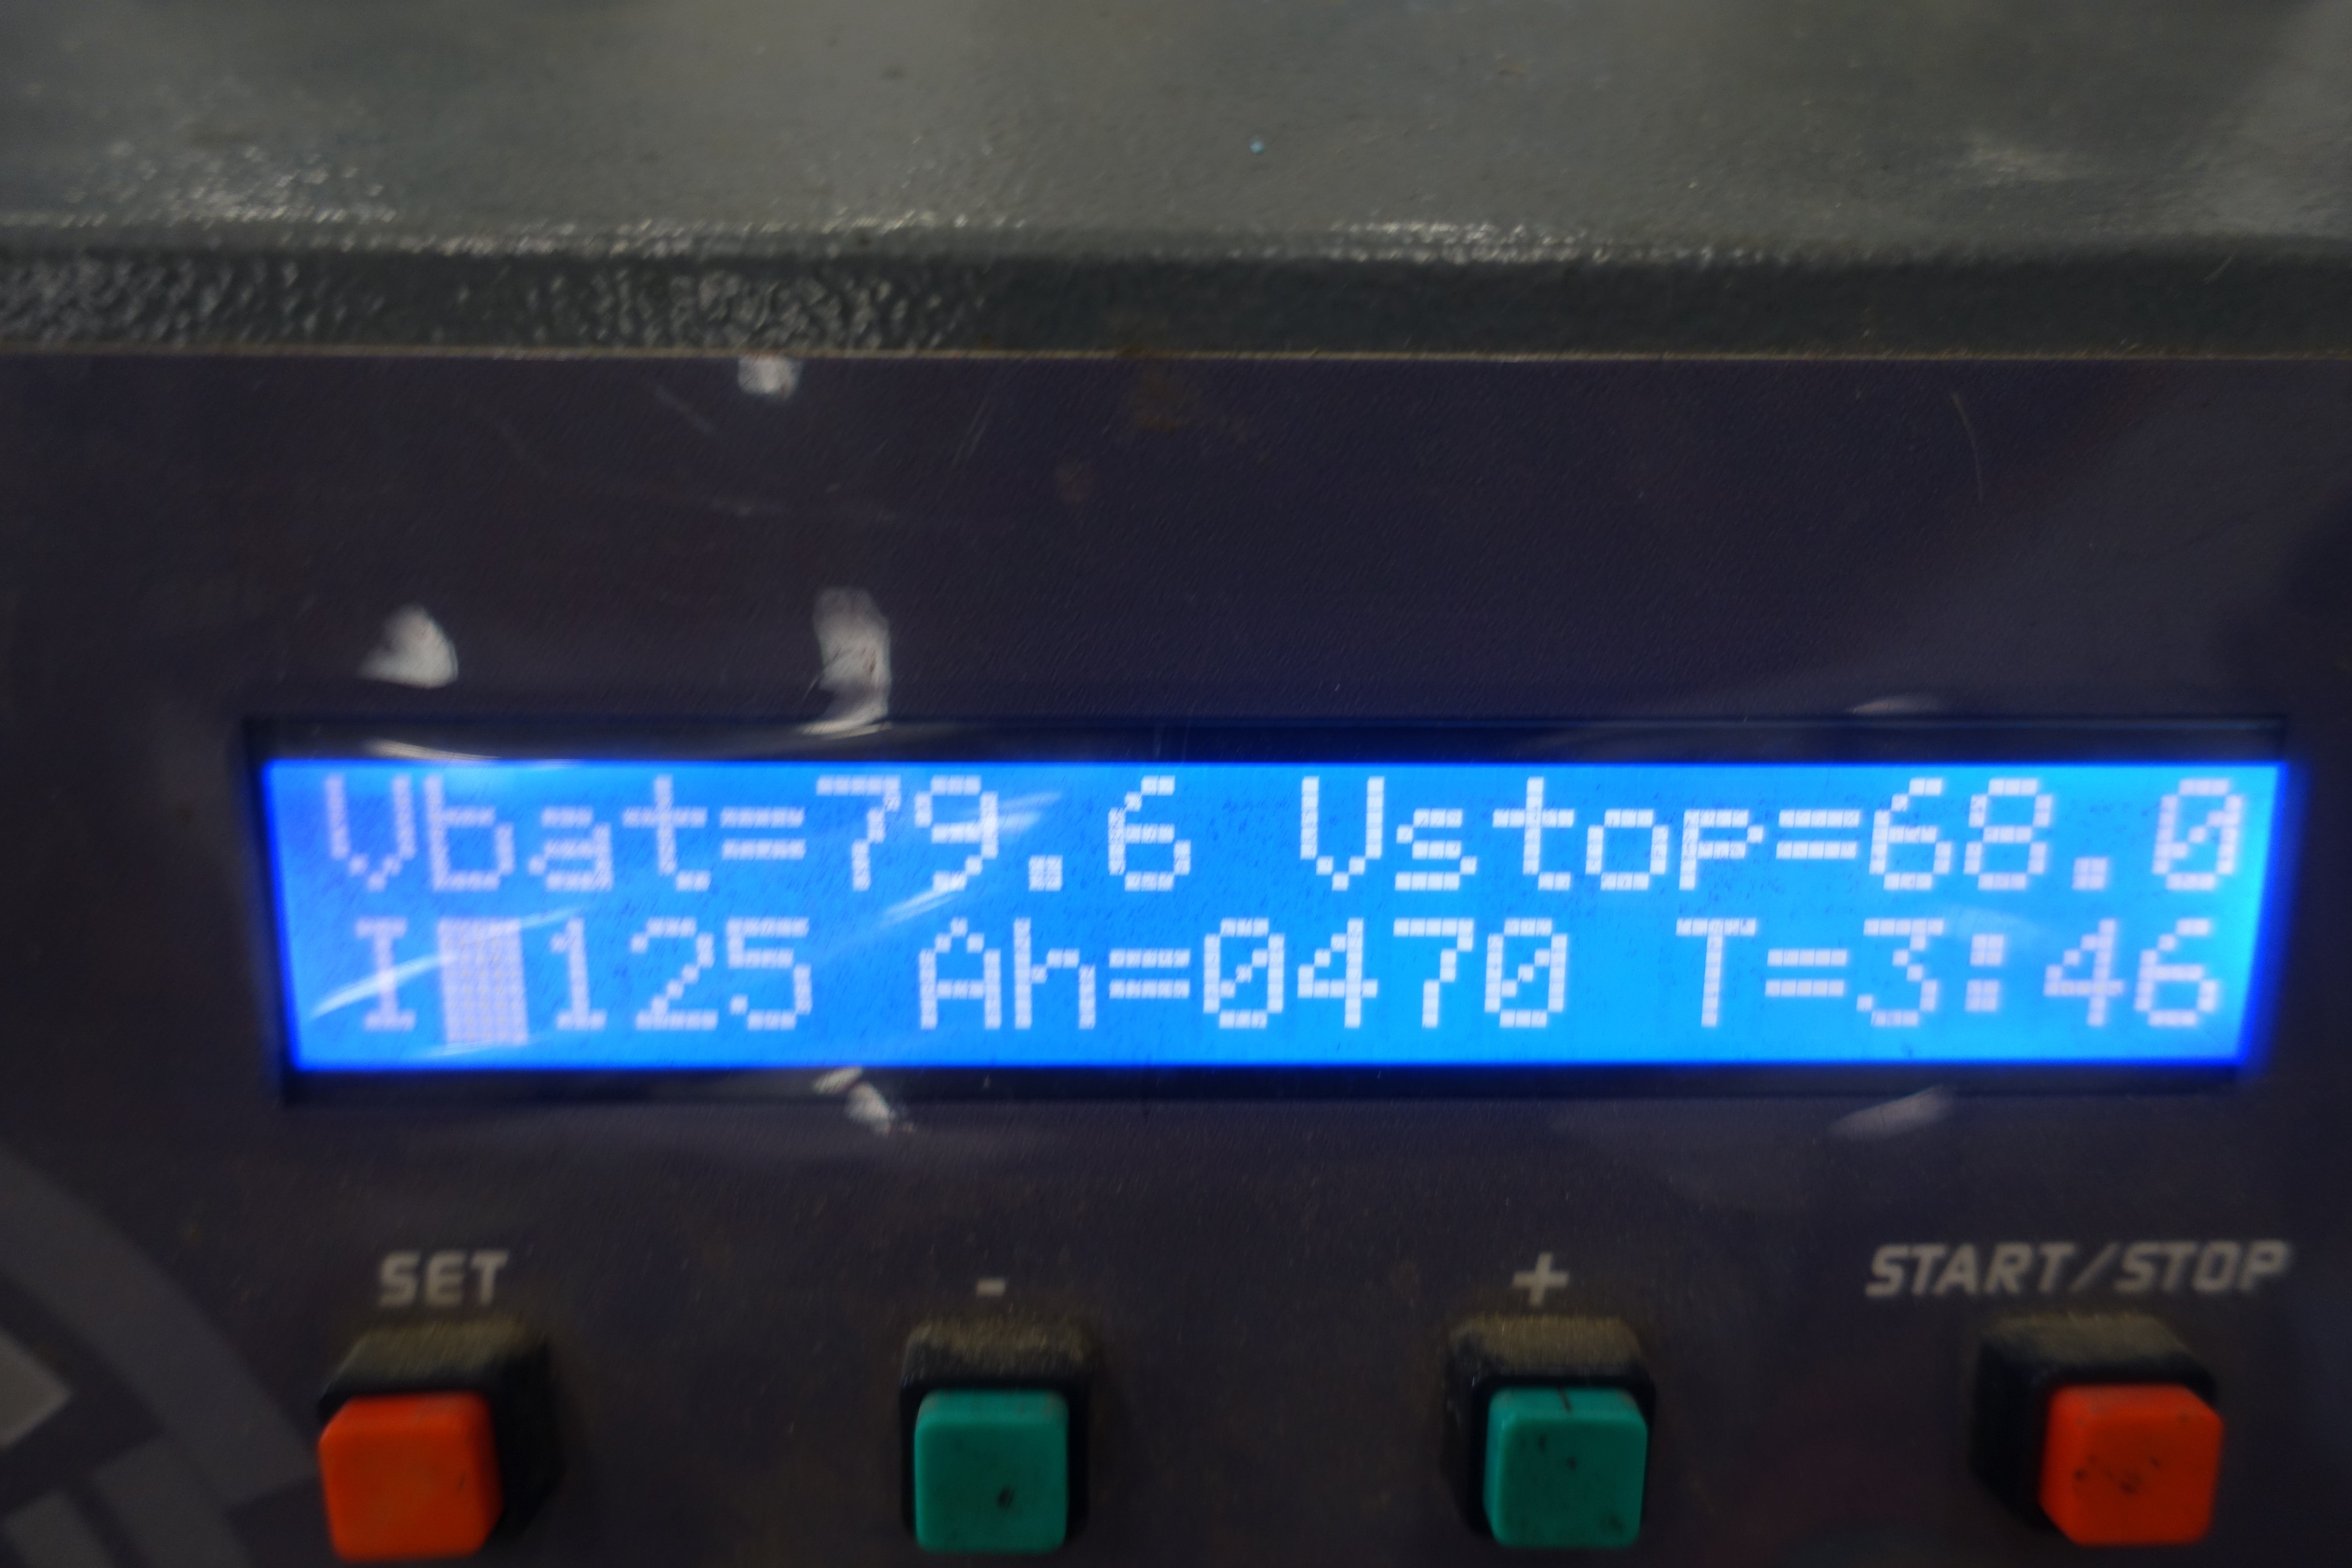 Vbat=79.6 Vstop=68.0
I█125 Ah=0470 T=3:46
SET - + START/STOP